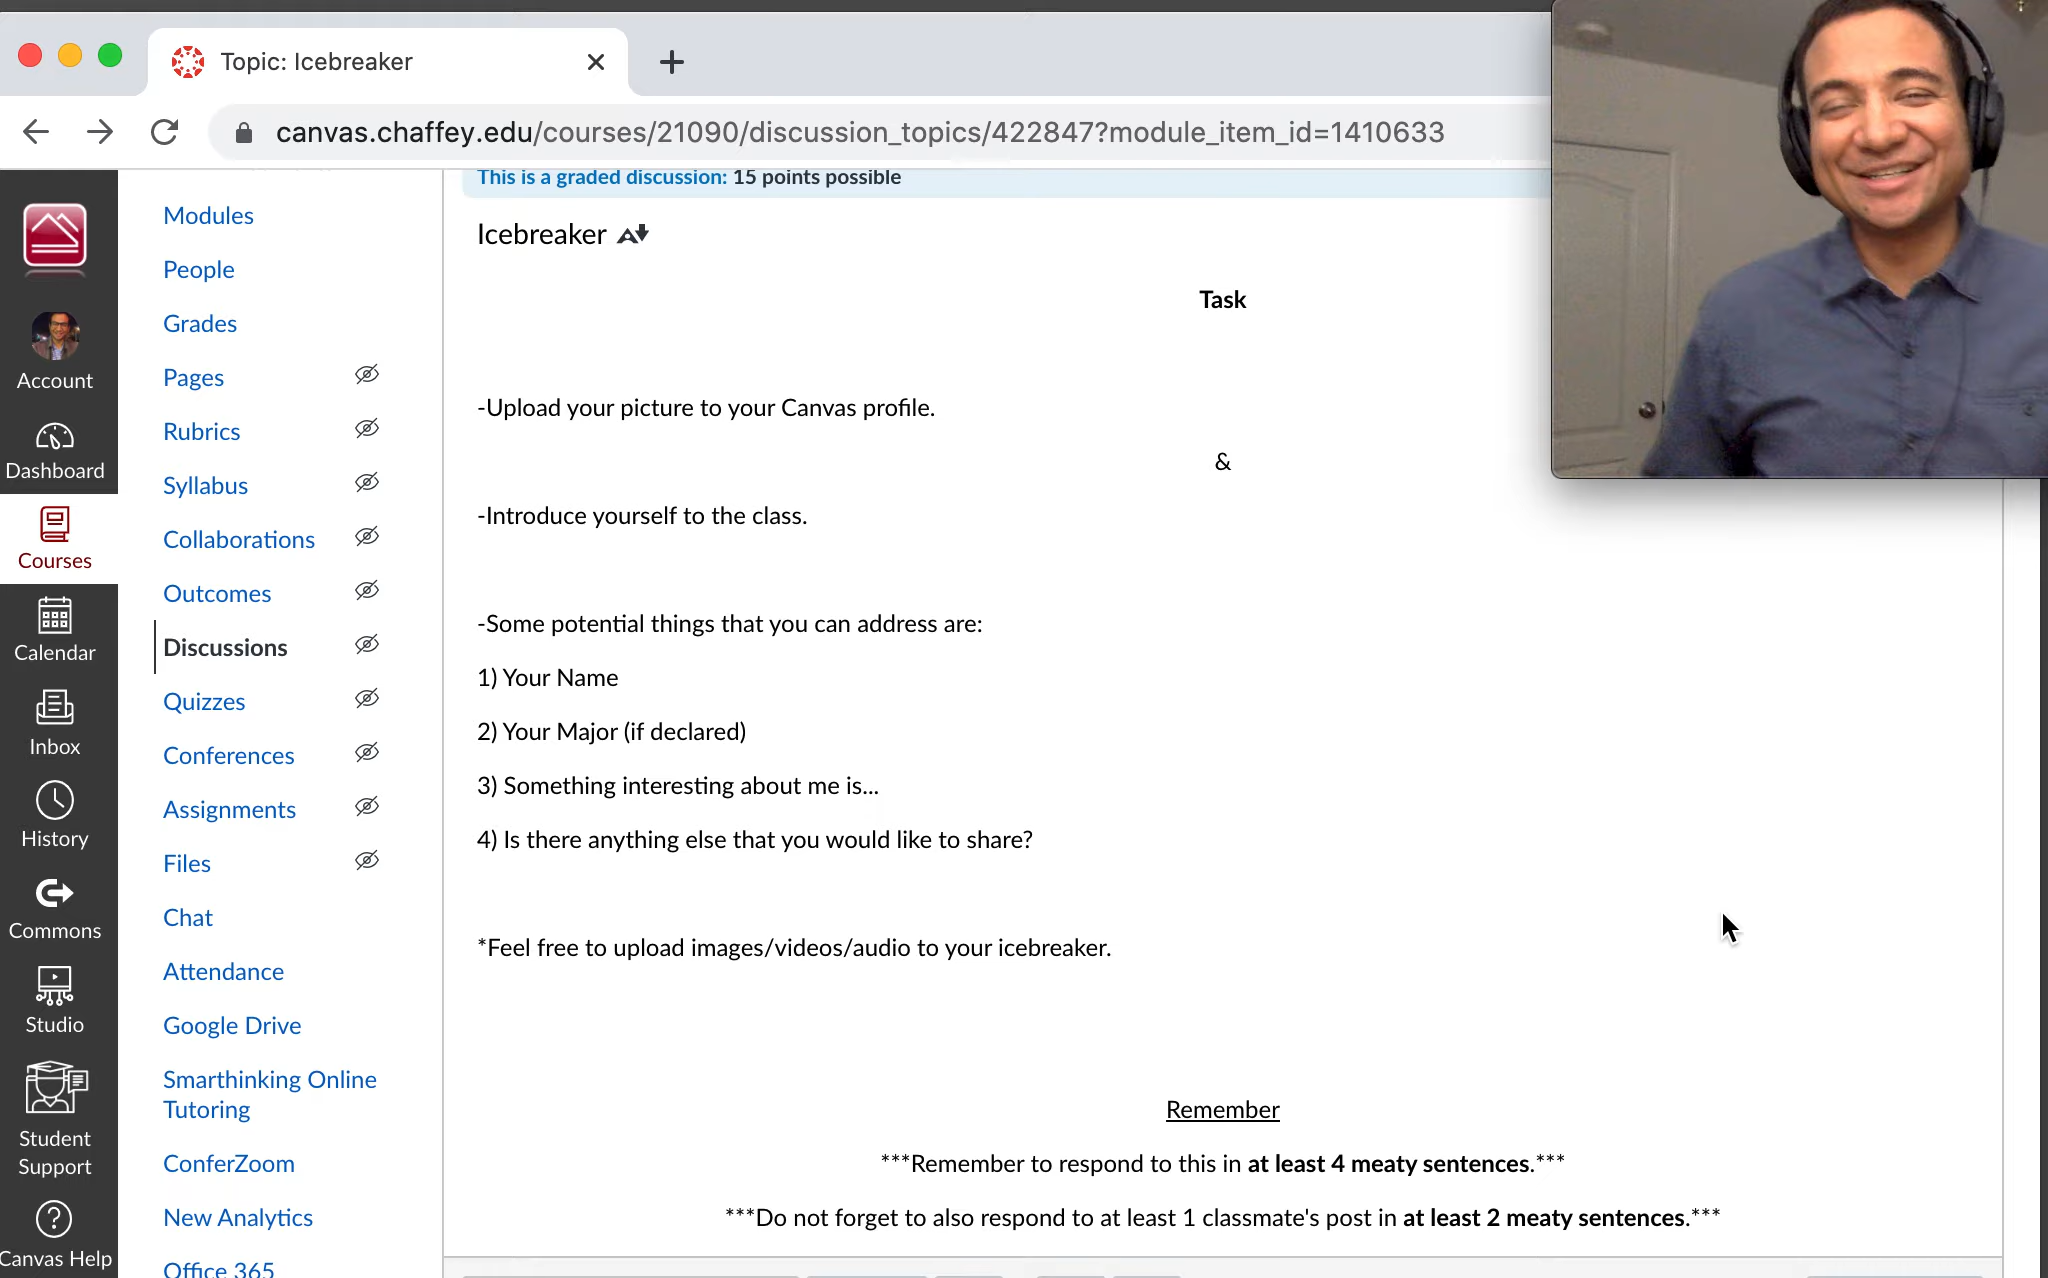 Topic: Icebreaker
canvas.chaffey.edu/courses/21090/discussion_topics/422847?module_item_id=1410633
Account
Dashboard
Courses
Calendar
Inbox
History
Commons
Studio
Student
Support
Canvas Help
Modules
People
Grades
Pages
Rubrics
Syllabus
Collaborations
Outcomes
Discussions
Quizzes
Conferences
Assignments
Files
Chat
Attendance
Google Drive
Smarthinking Online
Tutoring
ConferZoom
New Analytics
Office 365
This is a graded discussion: 15 points possible
Icebreaker
Task
-Upload your picture to your Canvas profile.
&
-Introduce yourself to the class.
-Some potential things that you can address are:
1) Your Name
2) Your Major (if declared)
3) Something interesting about me is...
4) Is there anything else that you would like to share?
*Feel free to upload images/videos/audio to your icebreaker.
Remember
***Remember to respond to this in at least 4 meaty sentences.***
***Do not forget to also respond to at least 1 classmate's post in at least 2 meaty sentences.***